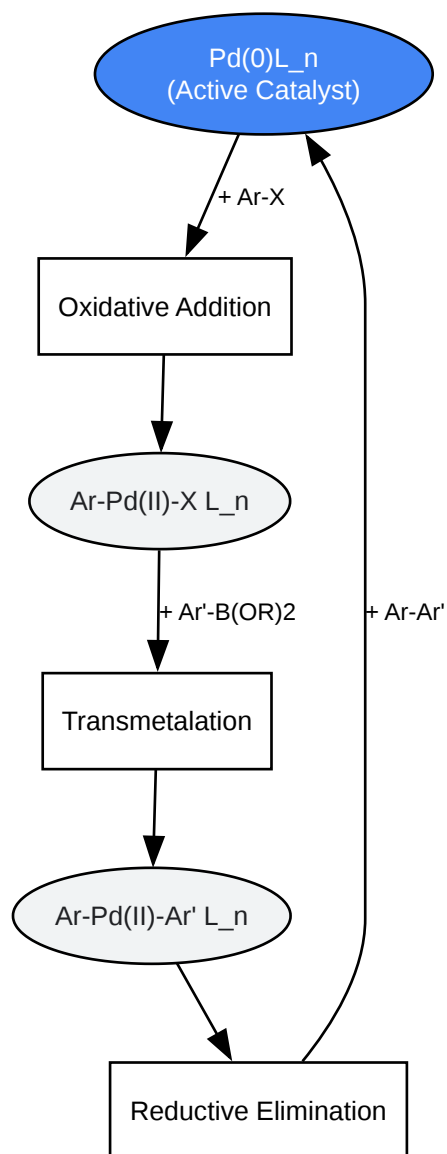 Pd(0)L_n
(Active Catalyst)
+ Ar-X
Oxidative Addition
Ar-Pd(II)-X L_n
+ Ar'-B(OR)2
+ Ar-Ar'
Transmetalation
Ar-Pd(II)-Ar' L_n
Reductive Elimination